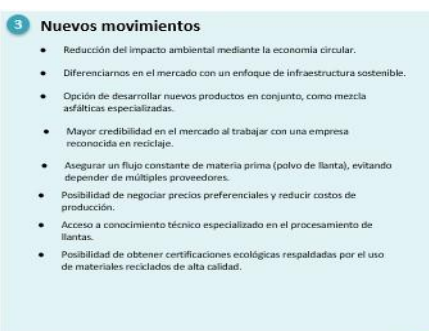 3 Nuevos movimientos
• Reducción del impacto ambiental mediante la economía circular.
• Diferenciarnos en el mercado con un enfoque de infraestructura sostenible.
• Opción de desarrollar nuevos productos en conjunto, como mezcla
asfálticas especializadas.
• Mayor credibilidad en el mercado al trabajar con una empresa
reconocida en reciclaje.
• Asegurar un flujo constante de materia prima (polvo de llanta), evitando
depender de múltiples proveedores.
• Posibilidad de negociar precios preferenciales y reducir costos de
producción.
• Acceso a conocimiento técnico especializado en el procesamiento de
llantas.
• Posibilidad de obtener certificaciones ecológicas respaldadas por el uso
de materiales reciclados de alta calidad.